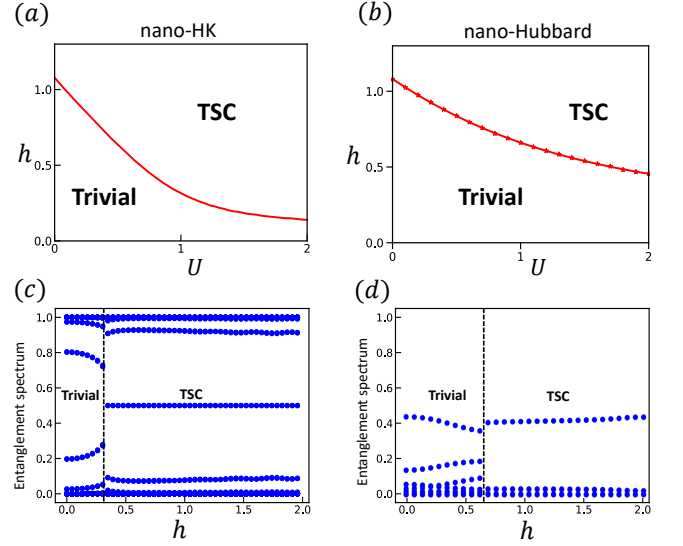 (a) nano-HK
1.0
0.5
0.0
h
TSC
Trivial
0 1 2
U
(b) nano-Hubbard
1.0
0.5
0.0
h
TSC
Trivial
0 1 2
U
(c)
Entanglement spectrum
1.0
0.8
0.6
0.4
0.2
0.0
Trivial TSC
0.0 0.5 1.0 1.5 2.0
h
(d)
Entanglement spectrum
1.0
0.8
0.6
0.4
0.2
0.0
Trivial TSC
0.0 0.5 1.0 1.5 2.0
h